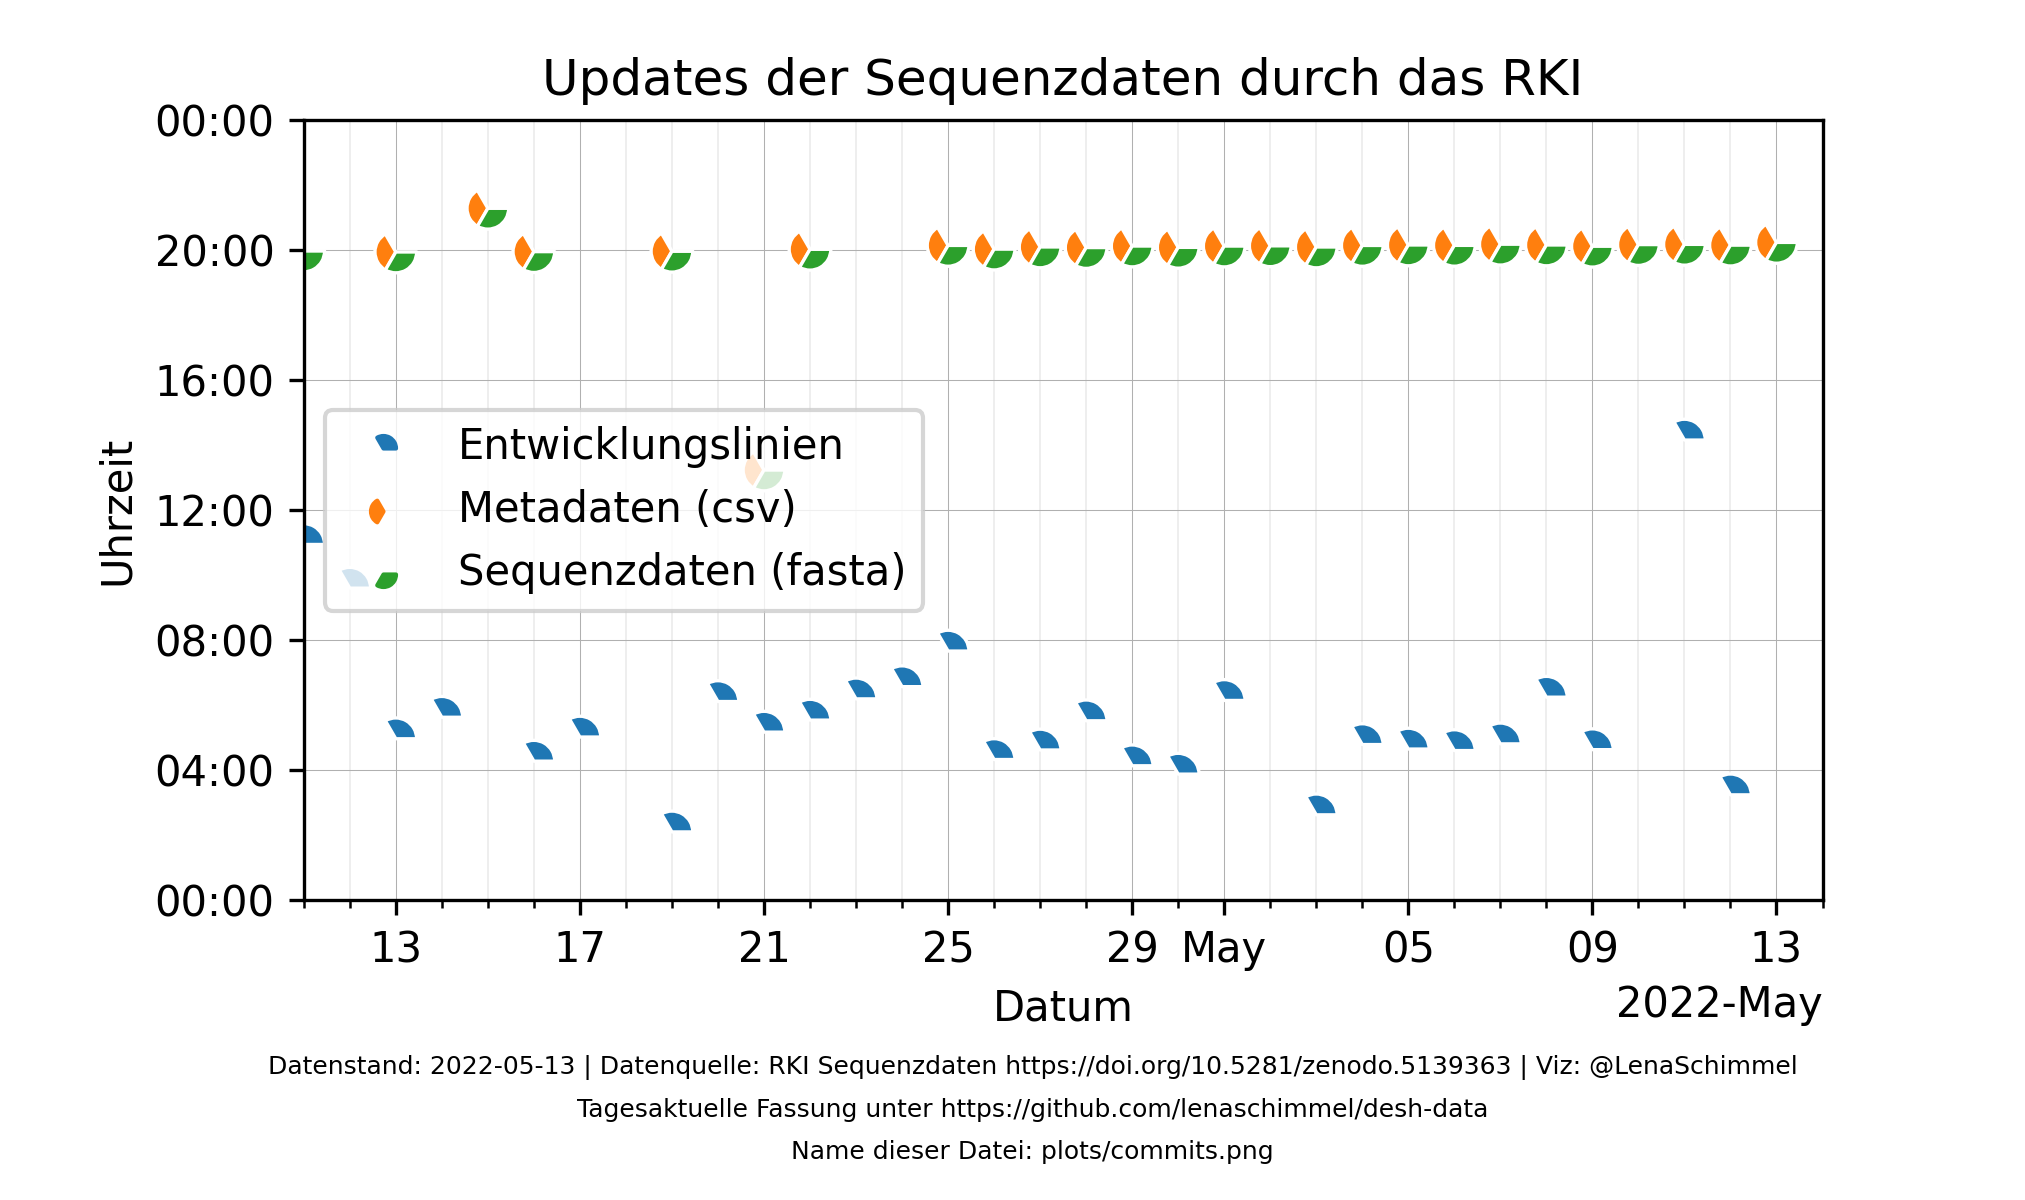 Updates der Sequenzdaten durch das RKI
00:00
20:00
16:00
12:00
08:00
04:00
00:00
Uhrzeit
Entwicklungslinien
Metadaten (csv)
Sequenzdaten (fasta)
13 17 21 25 29 May 05 09 13
Datum
2022-May
Datenstand: 2022-05-13 | Datenquelle: RKI Sequenzdaten https://doi.org/10.5281/zenodo.5139363 | Viz: @LenaSchimmel
Tagesaktuelle Fassung unter https://github.com/lenaschimmel/desh-data
Name dieser Datei: plots/commits.png